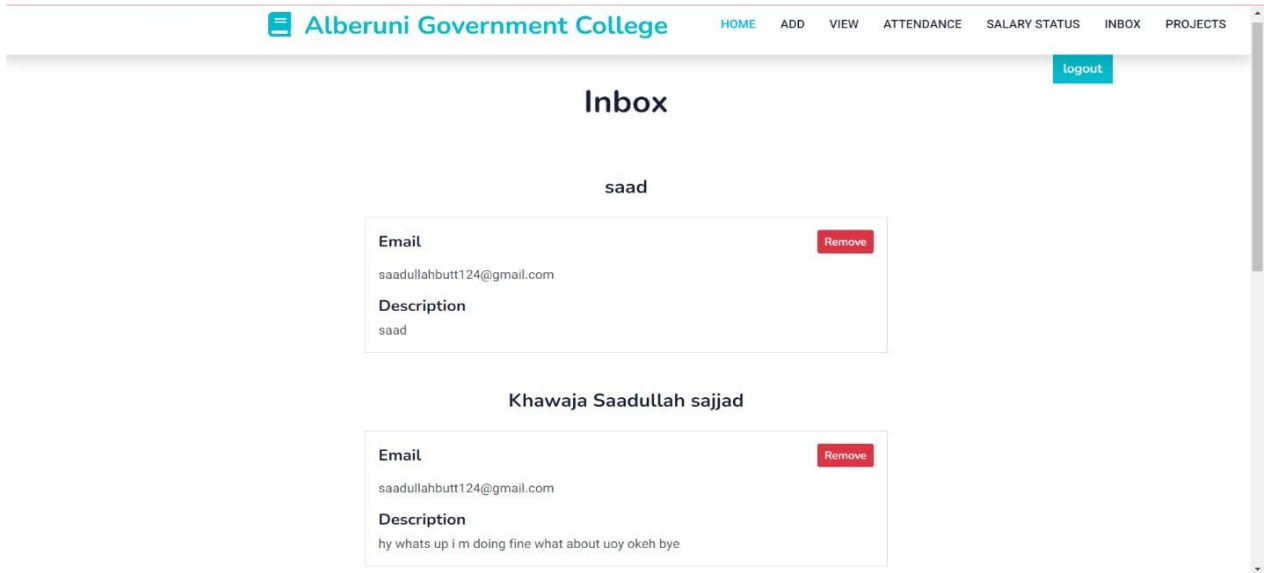 Alberuni Government College HOME ADD VIEW ATTENDANCE SALARY STATUS INBOX PROJECTS
logout
Inbox
saad
Email Remove
saadullahbutt124@gmail.com
Description
saad
Khawaja Saadullah sajjad
Email Remove
saadullahbutt124@gmail.com
Description
hy whats up i m doing fine what about uoy okeh bye